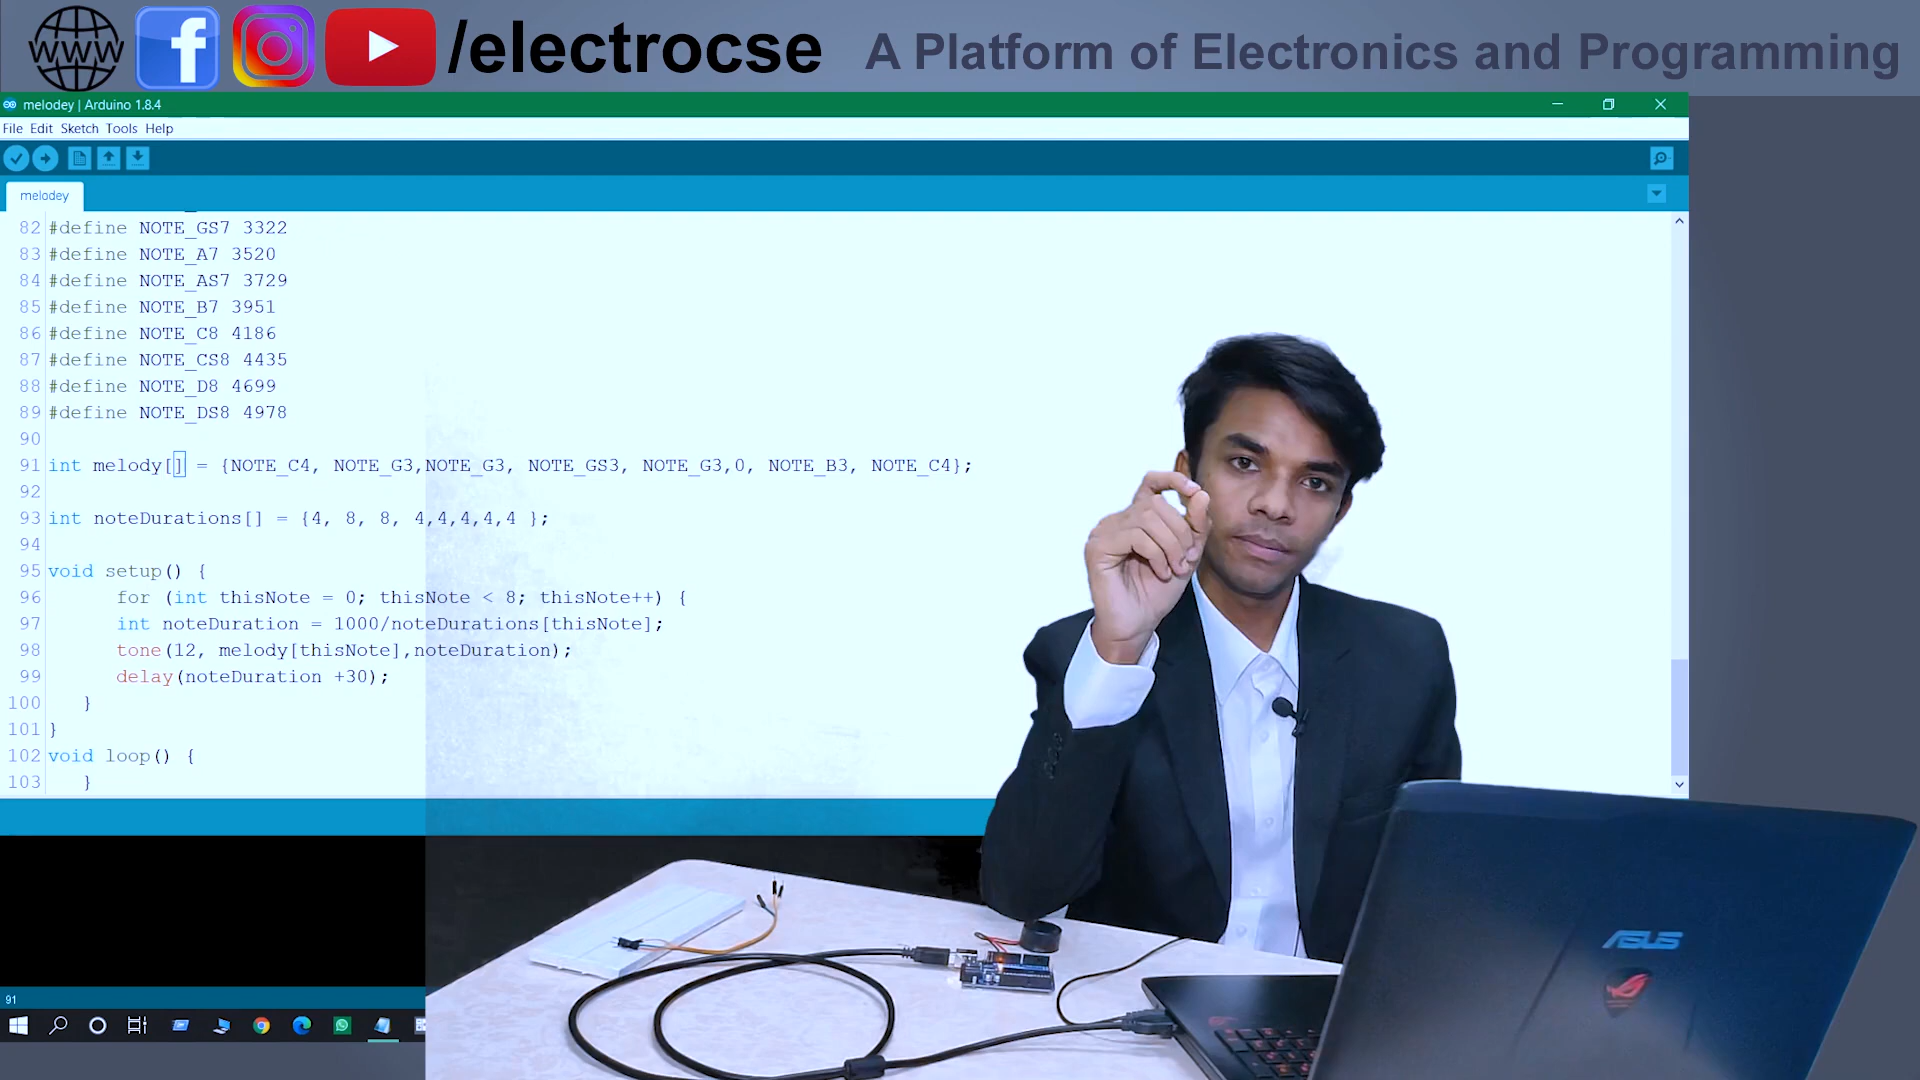 WWW f /electrocse A Platform of Electronics and Programming
melodey | Arduino 1.8.4
File Edit Sketch Tools Help
melodey
82 #define NOTE_GS7 3322
83 #define NOTE_A7 3520
84 #define NOTE_AS7 3729
85 #define NOTE_B7 3951
86 #define NOTE_C8 4186
87 #define NOTE_CS8 4435
88 #define NOTE_D8 4699
89 #define NOTE_DS8 4978
90
91 int melody[] = {NOTE_C4, NOTE_G3,NOTE_G3, NOTE_GS3, NOTE_G3,0, NOTE_B3, NOTE_C4};
92
93 int noteDurations[] = {4, 8, 8, 4,4,4,4,4 };
94
95 void setup() {
96 for (int thisNote = 0; thisNote < 8; thisNote++) {
97 int noteDuration = 1000/noteDurations[thisNote];
98 tone(12, melody[thisNote],noteDuration);
99 delay(noteDuration +30);
100 }
101 }
102 void loop() {
103 }
91
ASUS